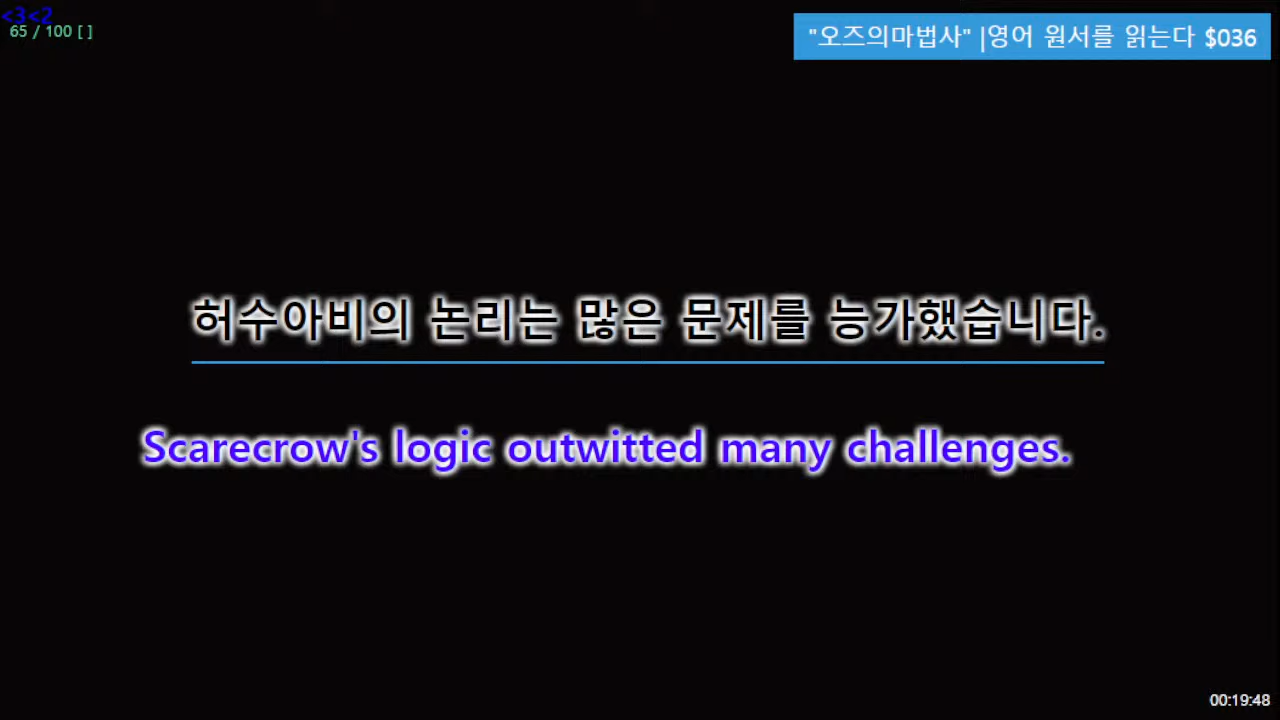 <3<2
65 / 100 [ ]
"오즈의마법사" |영어 원서를 읽는다 $036
허수아비의 논리는 많은 문제를 능가했습니다.
Scarecrow's logic outwitted many challenges.
00:19:48